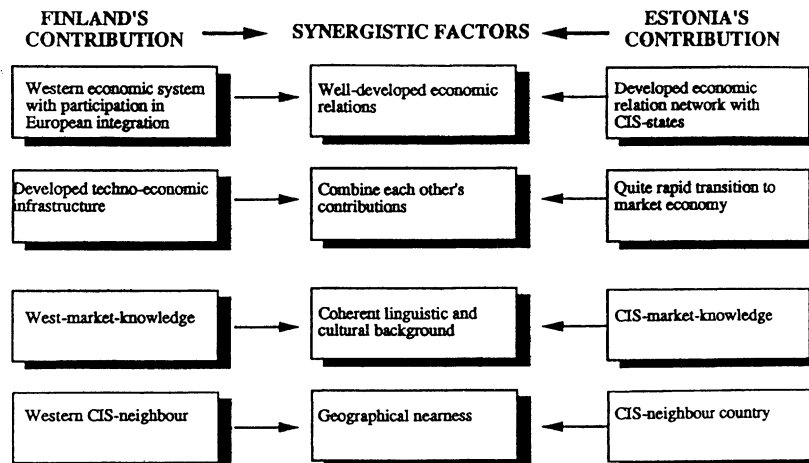 FINLAND'S
CONTRIBUTION
SYNERGISTIC FACTORS
ESTONIA'S
CONTRIBUTION
Western economic system
with participation in
European integration
Well-developed economic
relations
Developed economic
relation network with
CIS-states
Developed techno-economic
infrastructure
Combine each other's
contributions
Quite rapid transition to
market economy
West-market-knowledge
Coherent linguistic and
cultural background
CIS-market-knowledge
Western CIS-neighbour
Geographical nearness
CIS-neighbour country